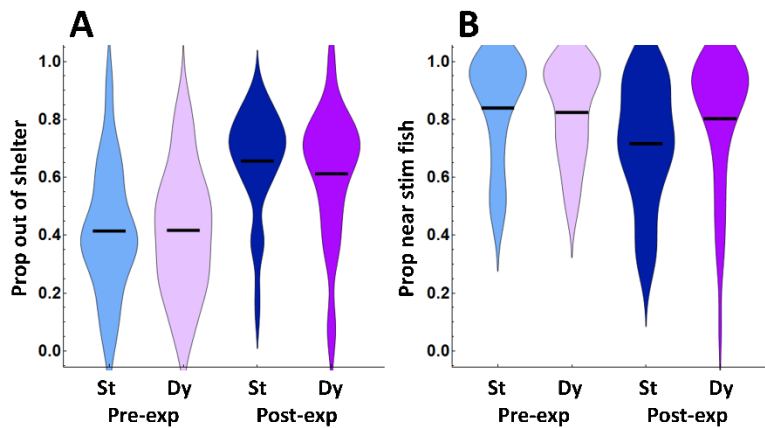 A
Prop out of shelter
1.0
0.8
0.6
0.4
0.2
0.0
St Dy St Dy
Pre-exp Post-exp
B
Prop near stim fish
1.0
0.8
0.6
0.4
0.2
0.0
St Dy St Dy
Pre-exp Post-exp